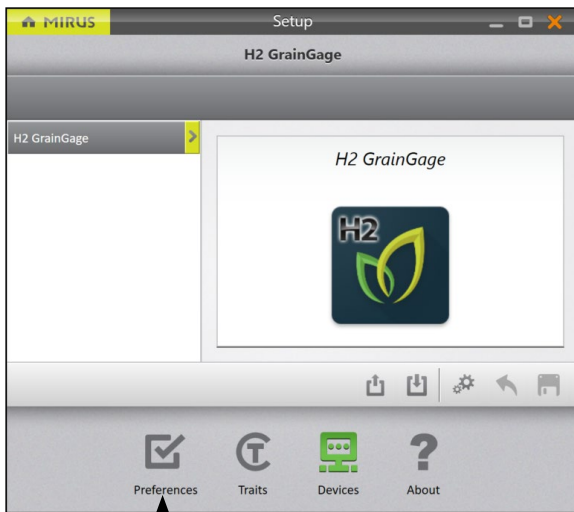 MIRUS Setup
H2 GrainGage
H2 GrainGage
H2 GrainGage
H2
Preferences Traits Devices About